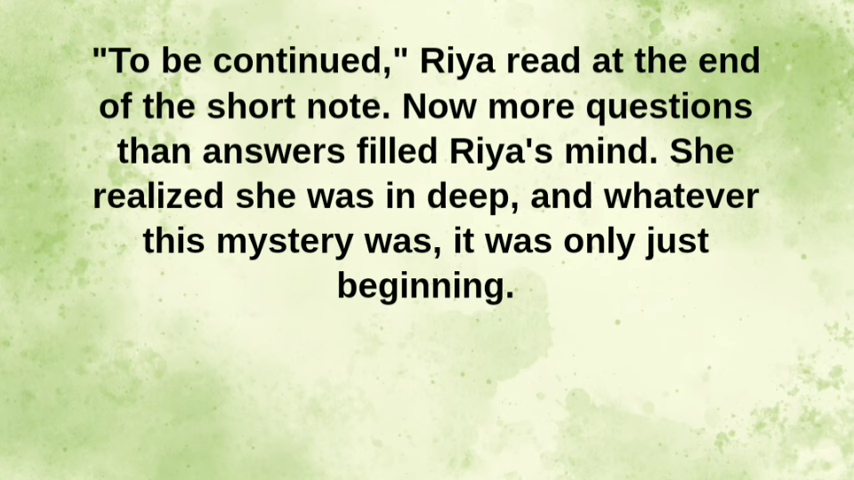 "To be continued," Riya read at the end
of the short note. Now more questions
than answers filled Riya's mind. She
realized she was in deep, and whatever
this mystery was, it was only just
beginning.